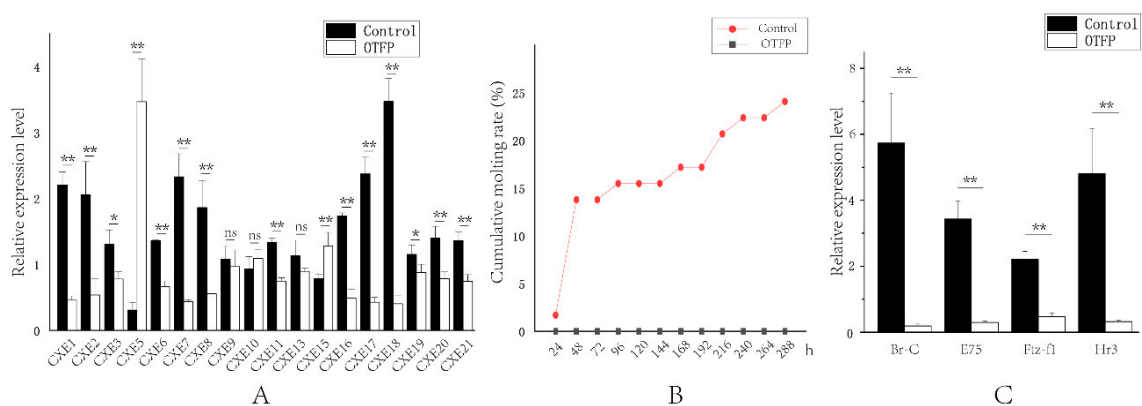 Control
OTFP
Relative expression level
4
3
2
1
0
**
**
*
**
**
**
**
ns
ns
**
ns
**
**
**
**
*
**
**
CXE1
CXE2
CXE3
CXE5
CXE6
CXE7
CXE8
CXE9
CXE10
CXE11
CXE13
CXE15
CXE16
CXE17
CXE18
CXE19
CXE20
CXE21
A
Control
OTFP
Cumulative molting rate (%)
25
20
15
10
5
0
24
48
72
96
120
144
168
192
216
240
264
288
h
B
Control
OTFP
Relative expression level
8
6
4
2
0
**
**
**
**
Br-C
E75
Ftz-f1
Hr3
C